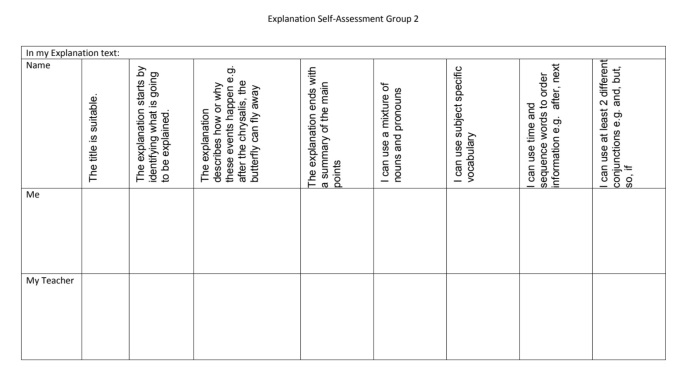 Explanation Self-Assessment Group 2
In my Explanation text:
Name
The title is suitable.
The explanation starts by
identifying what is going
to be explained.
The explanation
describes how or why
these events happen e.g.
after the chrysalis, the
butterfly can fly away
The explanation ends with
a summary of the main
points
I can use a mixture of
nouns and pronouns
I can use subject specific
vocabulary
I can use time and
sequence words to order
information e.g. after, next
I can use at least 2 different
conjunctions e.g. and, but,
so, if
Me
My Teacher